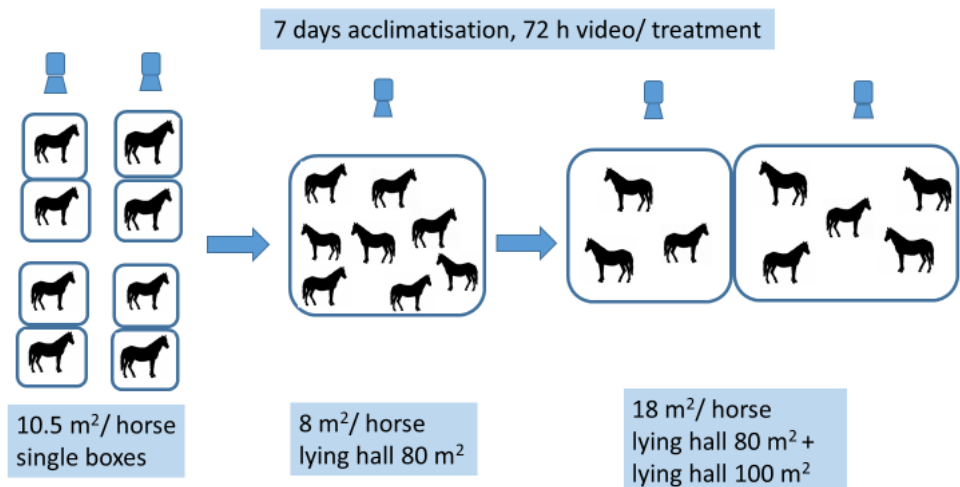 7 days acclimatisation, 72 h video/ treatment
10.5 m²/ horse
single boxes
8 m²/ horse
lying hall 80 m²
18 m²/ horse
lying hall 80 m² +
lying hall 100 m²